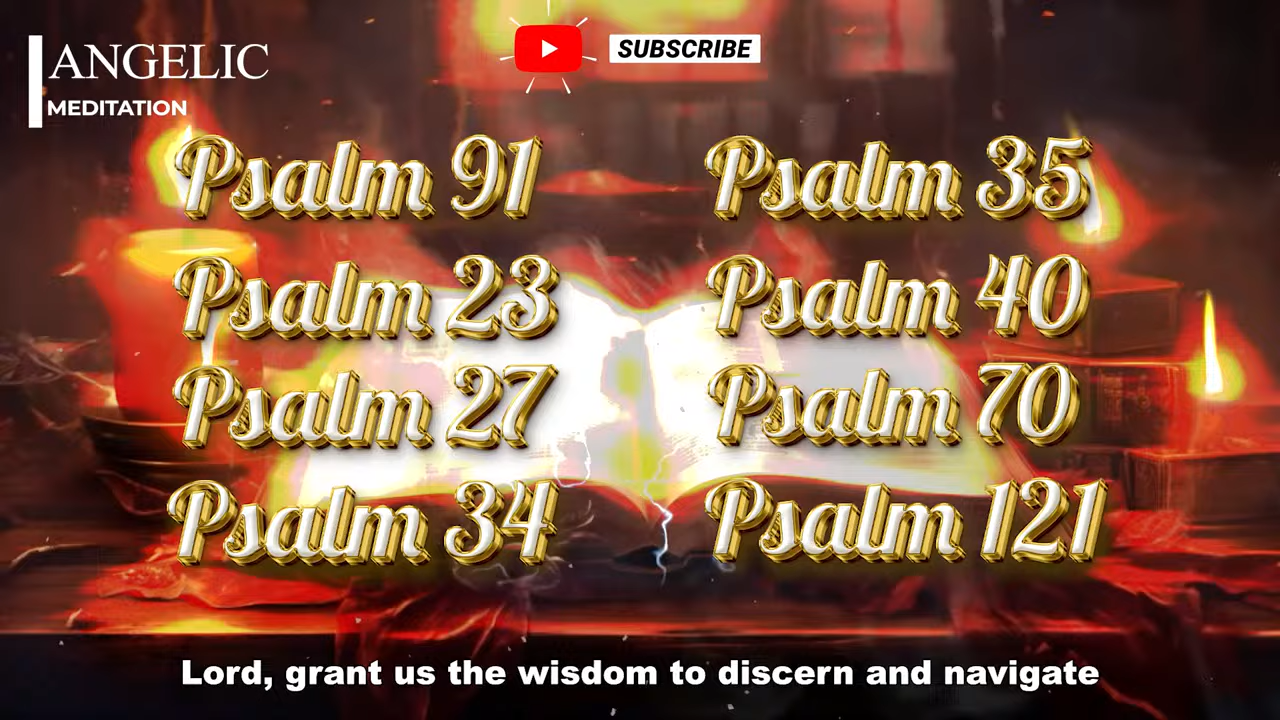 ANGELIC
MEDITATION
SUBSCRIBE
Psalm 91
Psalm 23
Psalm 27
Psalm 34
Psalm 35
Psalm 40
Psalm 70
Psalm 121
Lord, grant us the wisdom to discern and navigate